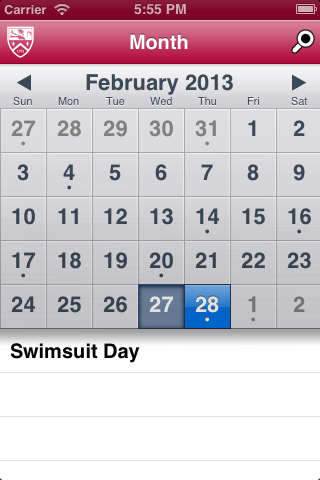 Carrier 5:55 PM
Month
February 2013
Sun Mon Tue Wed Thu Fri Sat
27 28 29 30 31 1 2
3 4 5 6 7 8 9
10 11 12 13 14 15 16
17 18 19 20 21 22 23
24 25 26 27 28 1 2
Swimsuit Day